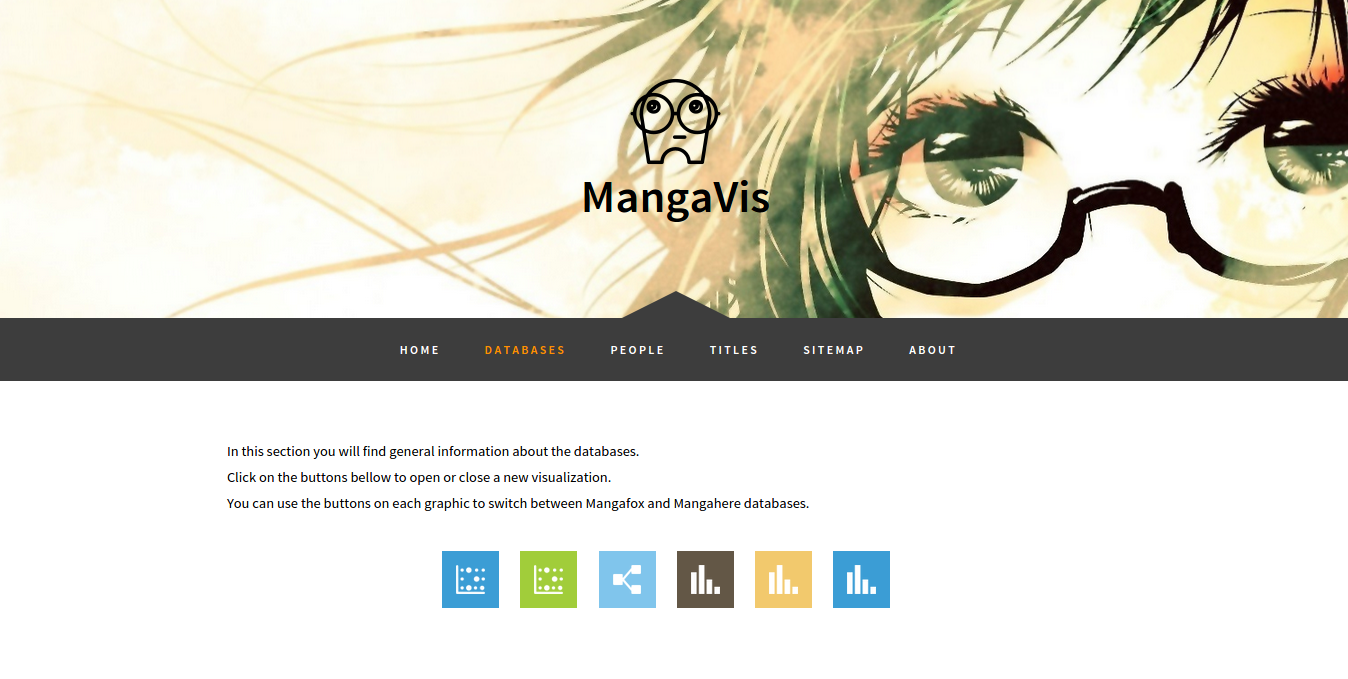 MangaVis
HOME DATABASES PEOPLE TITLES SITEMAP ABOUT
In this section you will find general information about the databases.
Click on the buttons bellow to open or close a new visualization.
You can use the buttons on each graphic to switch between Mangafox and Mangahere databases.